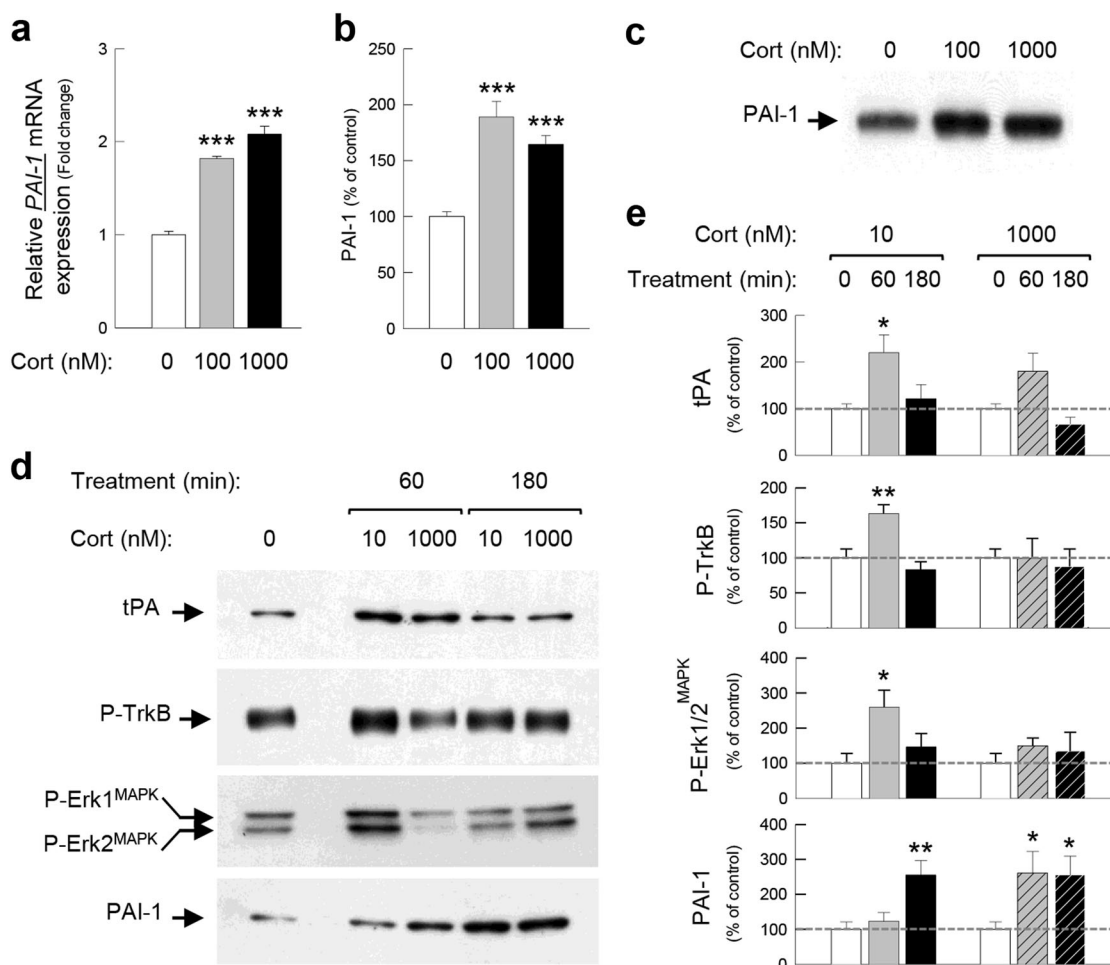 a
Relative PAI-1 mRNA
expression (Fold change)
3
2
1
0
***
***
Cort (nM): 0 100 1000
b
PAI-1 (% of control)
250
200
150
100
50
0
***
***
0 100 1000
c
Cort (nM): 0 100 1000
PAI-1
d
Treatment (min): 60 180
Cort (nM): 0 10 1000 10 1000
tPA
P-TrkB
P-Erk1MAPK
P-Erk2MAPK
PAI-1
e
Cort (nM): 10 1000
Treatment (min): 0 60 180 0 60 180
tPA
(% of control)
300
200
100
0
*
P-TrkB
(% of control)
200
150
100
50
0
**
P-Erk1/2MAPK
(% of control)
400
300
200
100
0
*
PAI-1
(% of control)
400
300
200
100
0
**
*
*